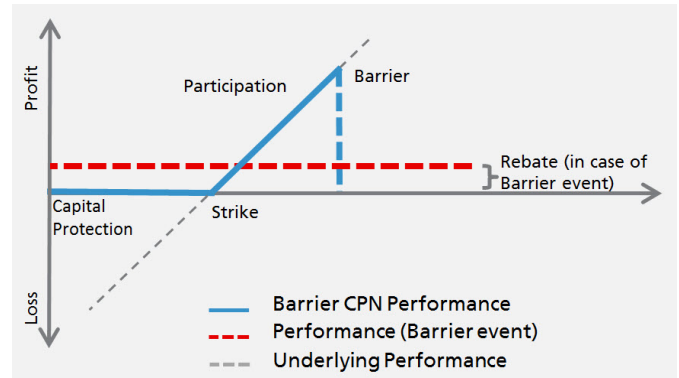 Profit
Participation
Barrier
Rebate (in case of
Barrier event)
Capital
Protection
Strike
Loss
Barrier CPN Performance
Performance (Barrier event)
Underlying Performance